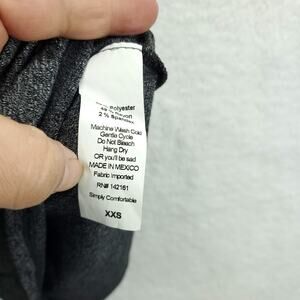 Polyester
2% Spandex
Machine Wash Cold
Gentle Cycle
Do Not Bleach
Hang Dry
OR you'll be sad
MADE IN MEXICO
Fabric Imported
RN# 142161
Simply Comfortable
XXS